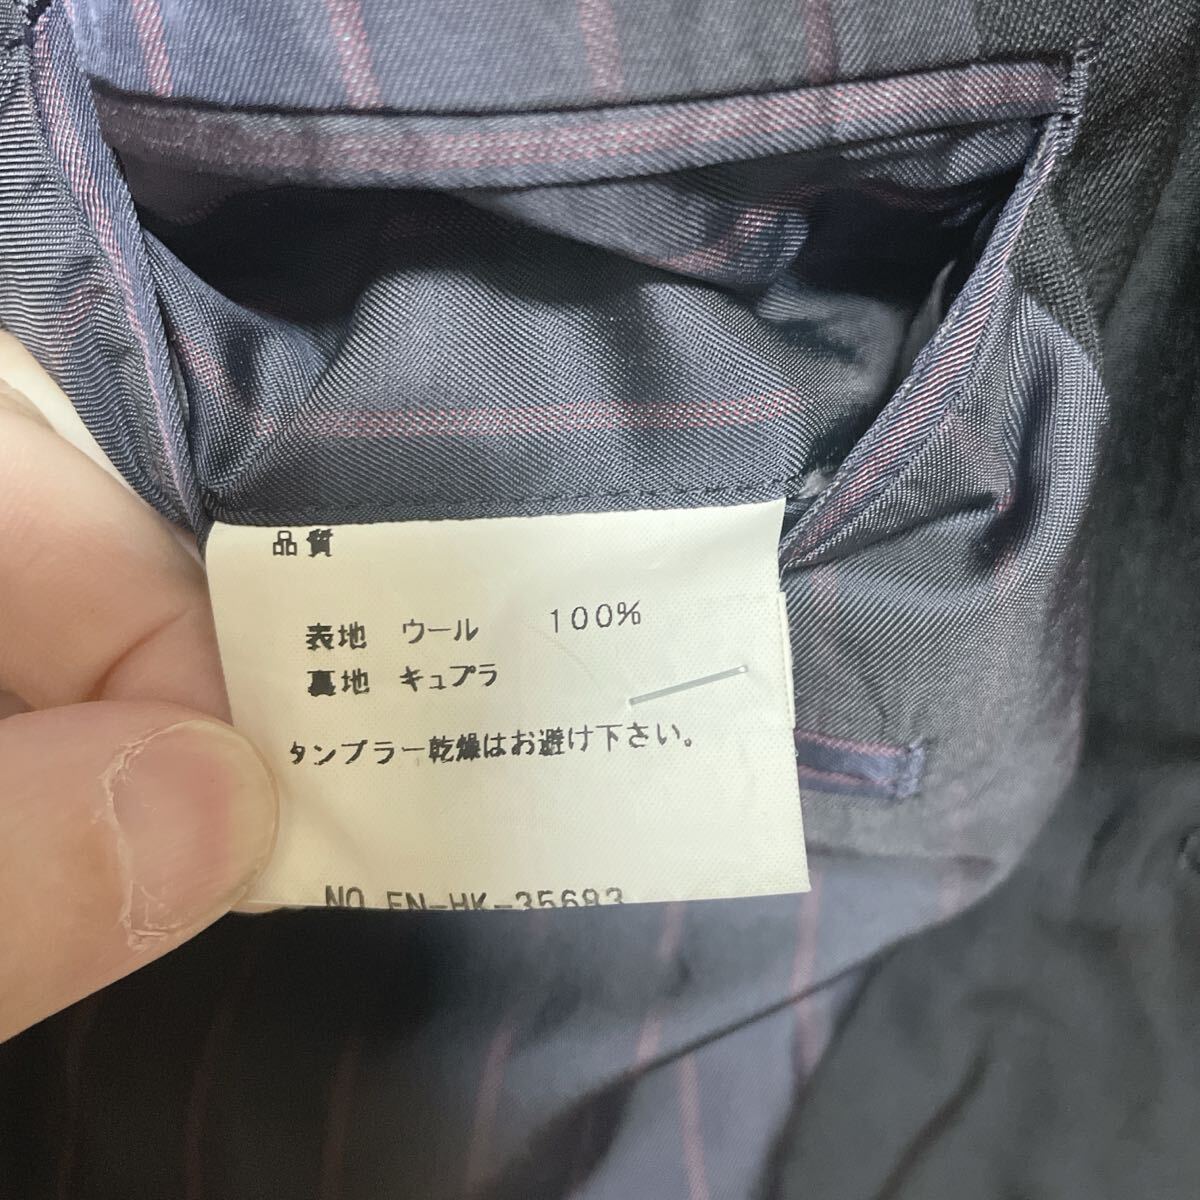 品質
表地 ウール 100%
裏地 キュプラ
タンブラー乾燥はお避け下さい。
NO.EN-HK-35683